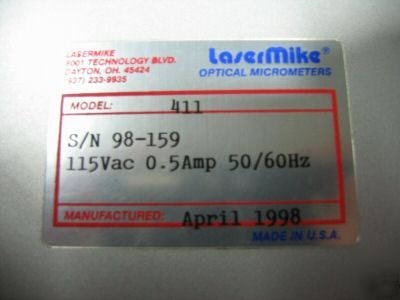 LASERMIKE
8001 TECHNOLOGY BLVD.
DAYTON, OH. 45424
(937) 233-9935
LaserMike®
OPTICAL MICROMETERS
MODEL: 411
S/N 98-159
115Vac 0.5Amp 50/60Hz
MANUFACTURED: April 1998
MADE IN U.S.A.